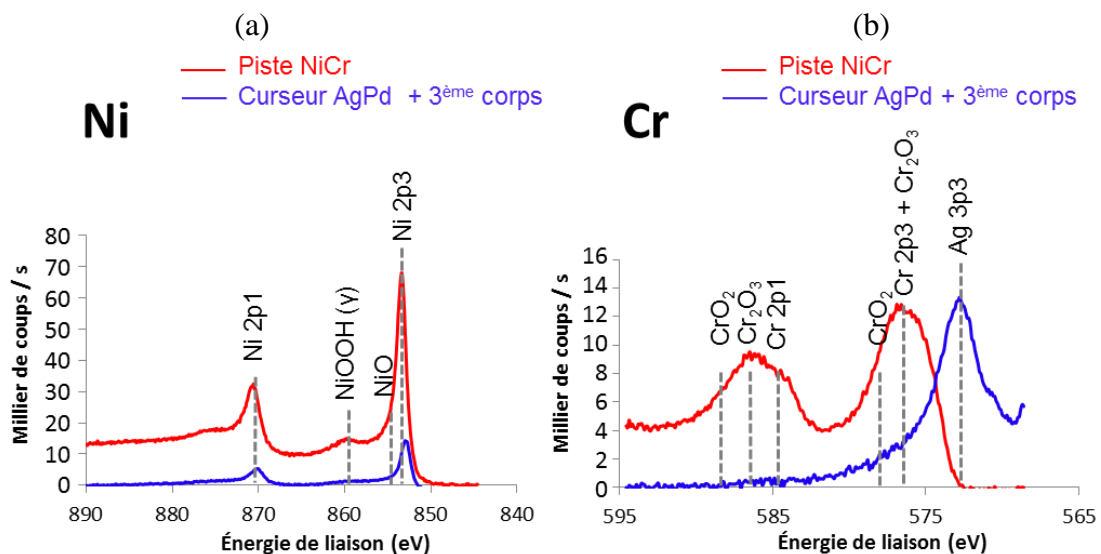 (a)
Piste NiCr
Curseur AgPd + 3ème corps
Ni
Millier de coups / s
80
70
60
50
40
30
20
10
0
Ni 2p1
NiOOH (γ)
NiO
Ni 2p3
890
880
870
860
850
840
Énergie de liaison (eV)
(b)
Piste NiCr
Curseur AgPd + 3ème corps
Cr
Millier de coups / s
16
14
12
10
8
6
4
2
0
CrO2
Cr2O3
Cr 2p1
CrO2
Cr 2p3 + Cr2O3
Ag 3p3
595
585
575
565
Énergie de liaison (eV)